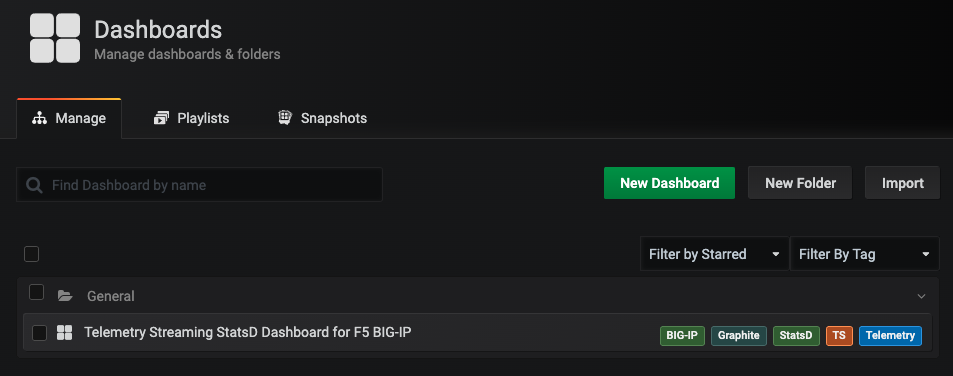 Dashboards
Manage dashboards & folders
Manage Playlists Snapshots
Find Dashboard by name New Dashboard New Folder Import
Filter by Starred Filter By Tag
General
Telemetry Streaming StatsD Dashboard for F5 BIG-IP BIG-IP Graphite StatsD TS Telemetry